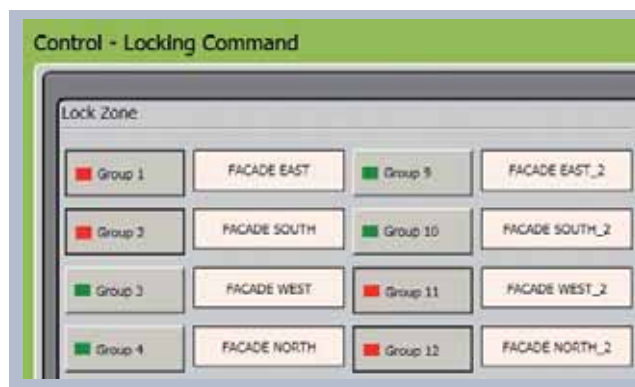 Control - Locking Command
Lock Zone
Group 1 FACADE EAST Group 9 FACADE EAST_2
Group 2 FACADE SOUTH Group 10 FACADE SOUTH_2
Group 3 FACADE WEST Group 11 FACADE WEST_2
Group 4 FACADE NORTH Group 12 FACADE NORTH_2